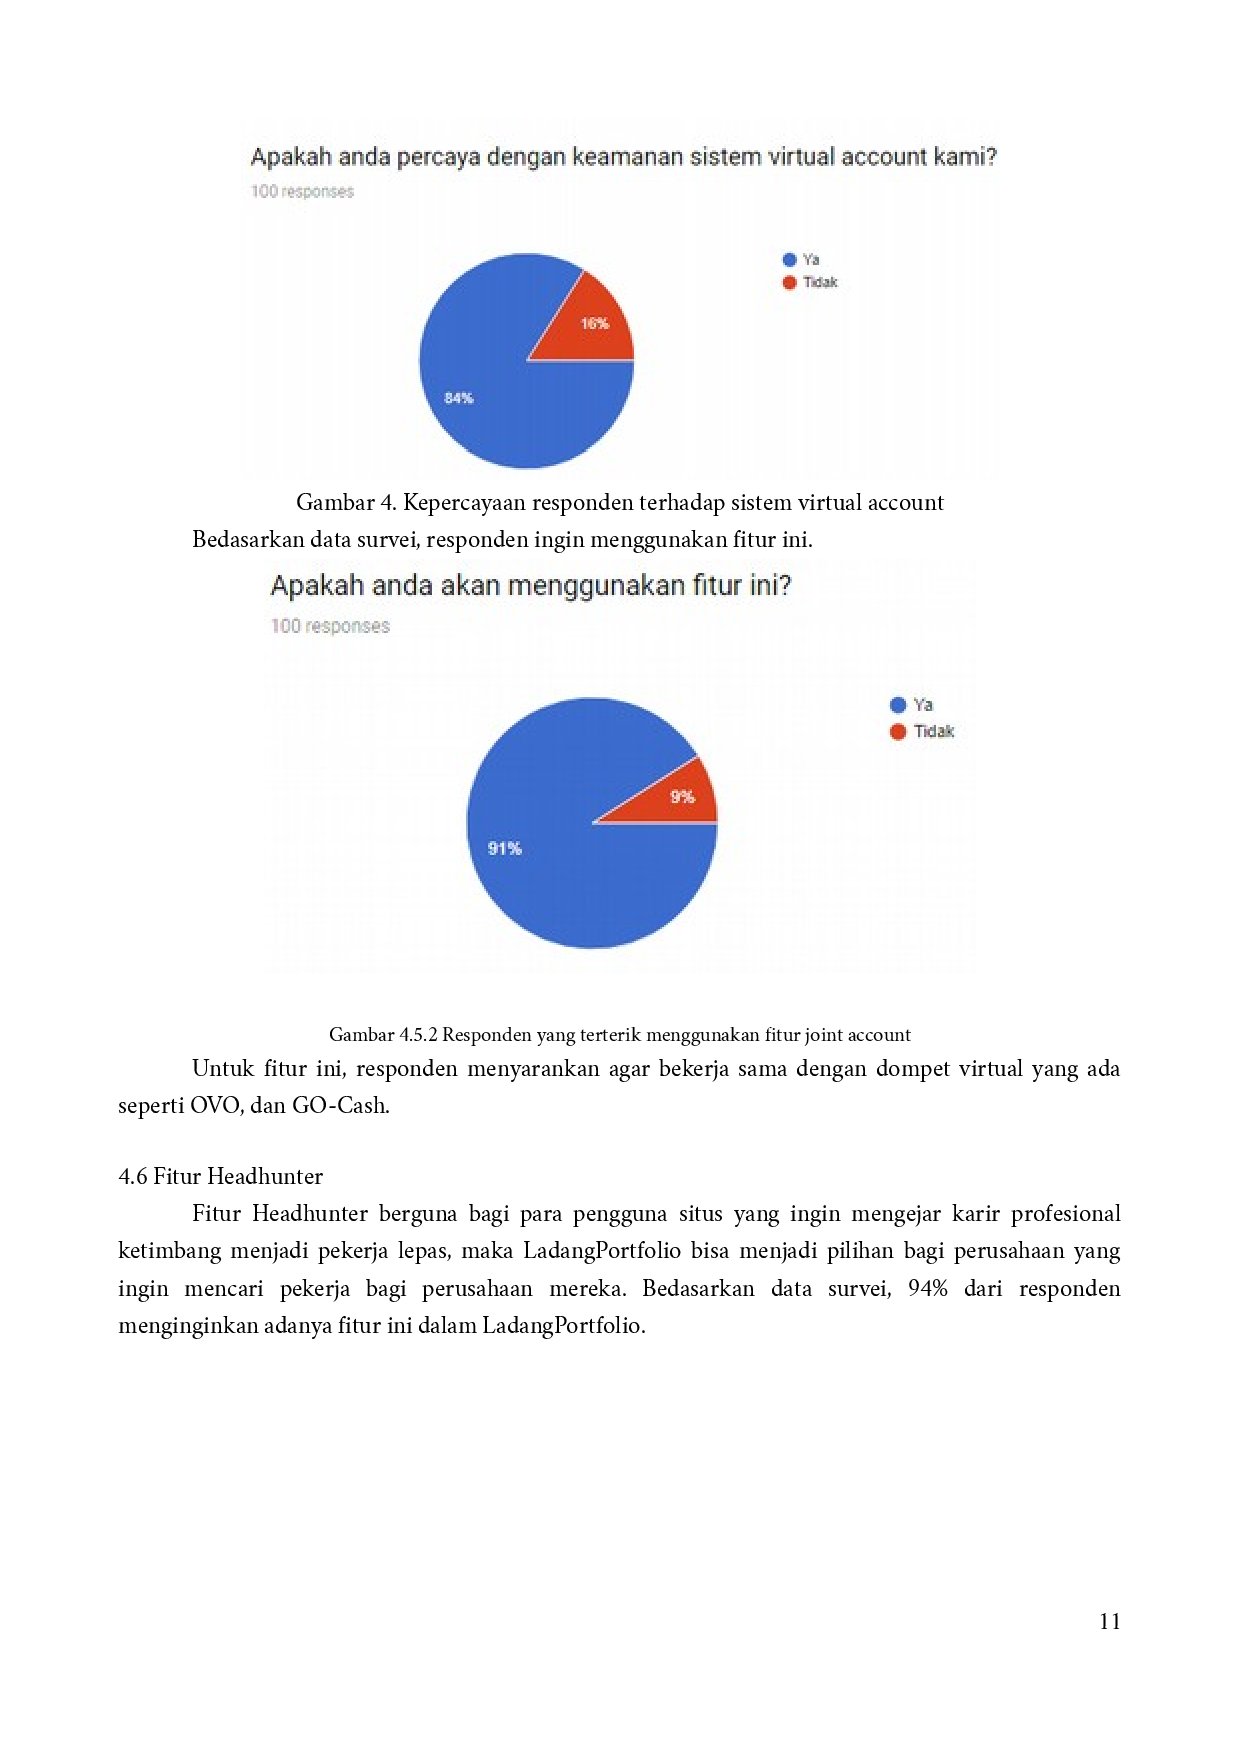 Apakah anda percaya dengan keamanan sistem virtual account kami?
100 responses
Ya
Tidak
16%
84%
Gambar 4. Kepercayaan responden terhadap sistem virtual account
Bedasarkan data survei, responden ingin menggunakan fitur ini.
Apakah anda akan menggunakan fitur ini?
100 responses
Ya
Tidak
9%
91%
Gambar 4.5.2 Responden yang terterik menggunakan fitur joint account
Untuk fitur ini, responden menyarankan agar bekerja sama dengan dompet virtual yang ada
seperti OVO, dan GO-Cash.
4.6 Fitur Headhunter
Fitur Headhunter berguna bagi para pengguna situs yang ingin mengejar karir profesional
ketimbang menjadi pekerja lepas, maka LadangPortfolio bisa menjadi pilihan bagi perusahaan yang
ingin mencari pekerja bagi perusahaan mereka. Bedasarkan data survei, 94% dari responden
menginginkan adanya fitur ini dalam LadangPortfolio.
11